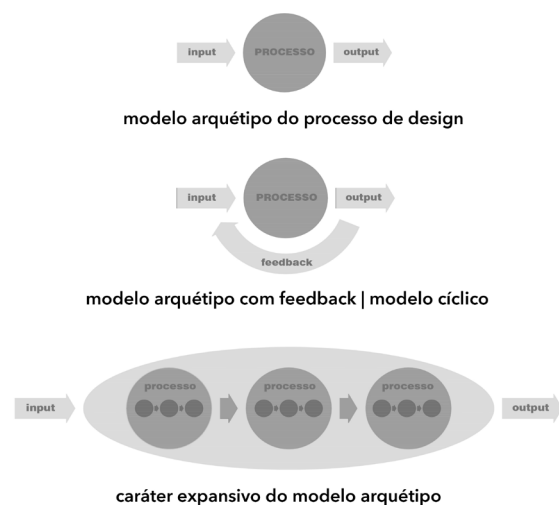 input PROCESSO output
modelo arquétipo do processo de design
input PROCESSO output
feedback
modelo arquétipo com feedback | modelo cíclico
processo processo processo
input output
caráter expansivo do modelo arquétipo